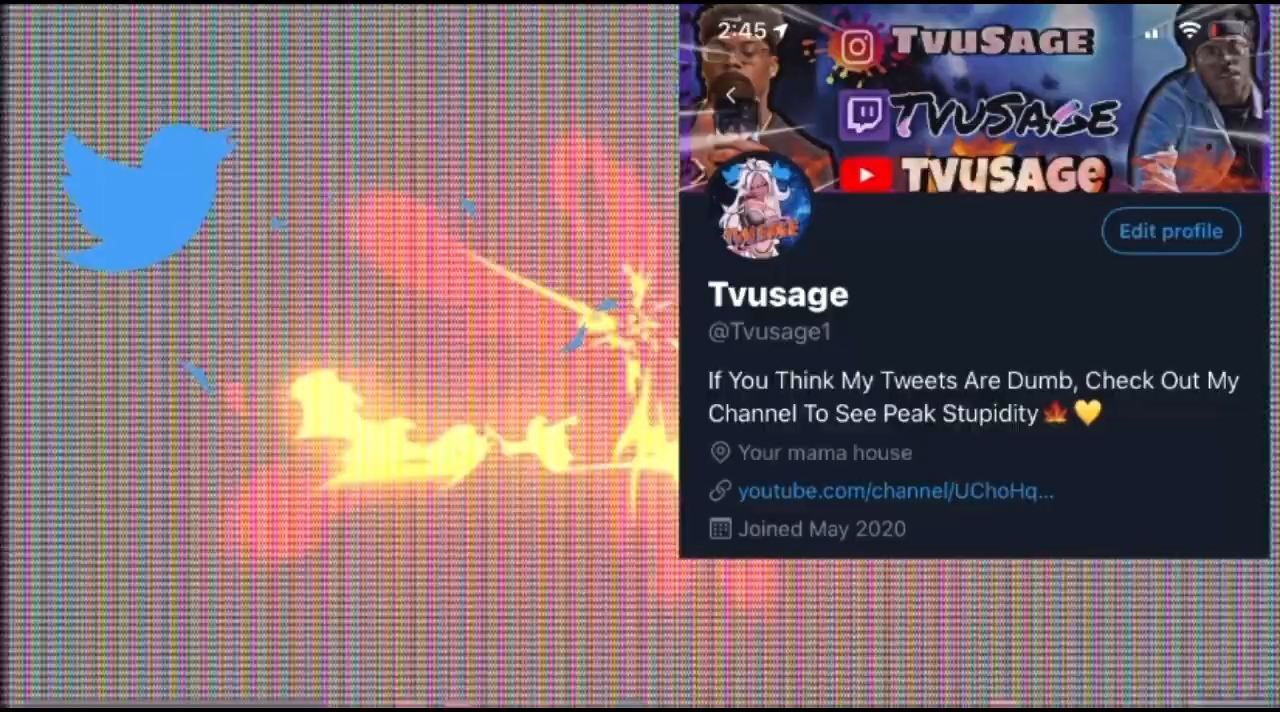 2:45
TvuSage
TvuSage
TVUSAGE
TVUSAGE
Edit profile
Tvusage
@Tvusage1
If You Think My Tweets Are Dumb, Check Out My
Channel To See Peak Stupidity 🍁 💛
Your mama house
youtube.com/channel/UChoHq...
Joined May 2020